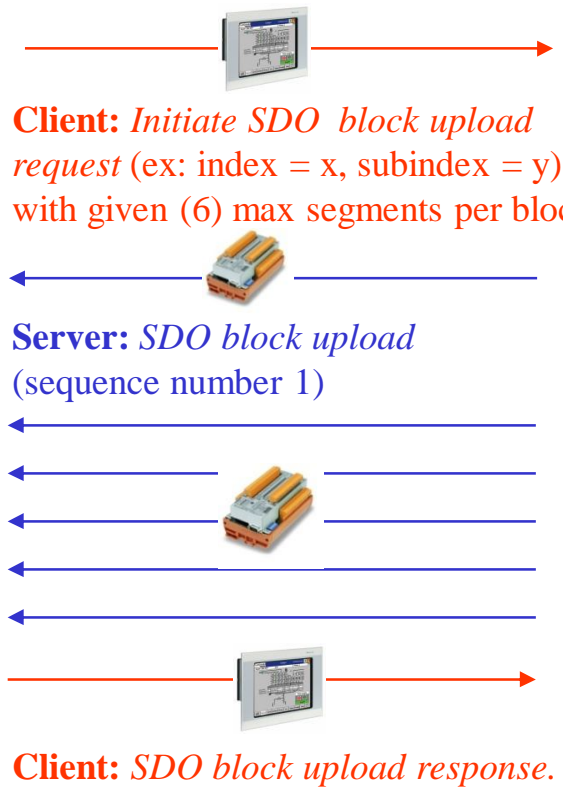 Client: Initiate SDO block upload
request (ex: index = x, subindex = y)
with given (6) max segments per bloc
Server: SDO block upload
(sequence number 1)
Client: SDO block upload response.